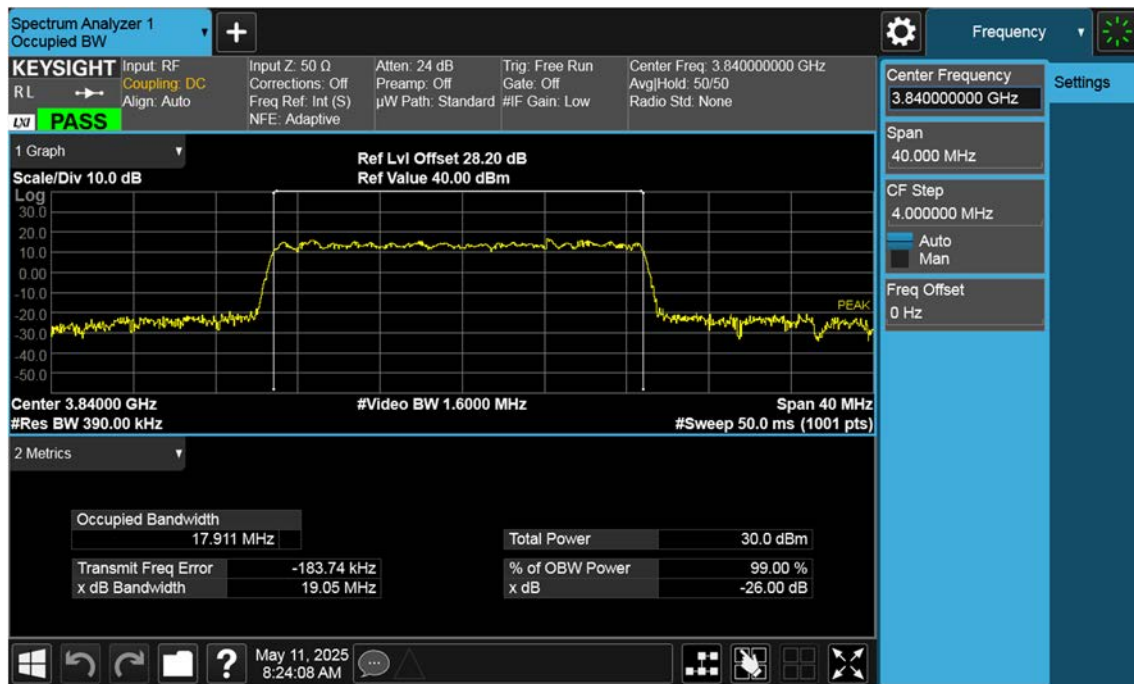 Spectrum Analyzer 1
Occupied BW
+
Frequency
KEYSIGHT
RL
LXI PASS
Input: RF
Coupling: DC
Align: Auto
Input Z: 50 Ω
Corrections: Off
Freq Ref: Int (S)
NFE: Adaptive
Atten: 24 dB
Preamp: Off
µW Path: Standard
Trig: Free Run
Gate: Off
#IF Gain: Low
Center Freq: 3.840000000 GHz
Avg|Hold: 50/50
Radio Std: None
Center Frequency
3.840000000 GHz
Settings
Span
40.000 MHz
CF Step
4.000000 MHz
Auto
Man
Freq Offset
0 Hz
1 Graph
Scale/Div 10.0 dB
Ref Lvl Offset 28.20 dB
Ref Value 40.00 dBm
Log
30.0
20.0
10.0
0.00
-10.0
-20.0
-30.0
-40.0
-50.0
PEAK
Center 3.84000 GHz
#Video BW 1.6000 MHz
Span 40 MHz
#Res BW 390.00 kHz
#Sweep 50.0 ms (1001 pts)
2 Metrics
Occupied Bandwidth
17.911 MHz
Total Power 30.0 dBm
Transmit Freq Error -183.74 kHz
% of OBW Power 99.00 %
x dB Bandwidth 19.05 MHz
x dB -26.00 dB
?
May 11, 2025
8:24:08 AM